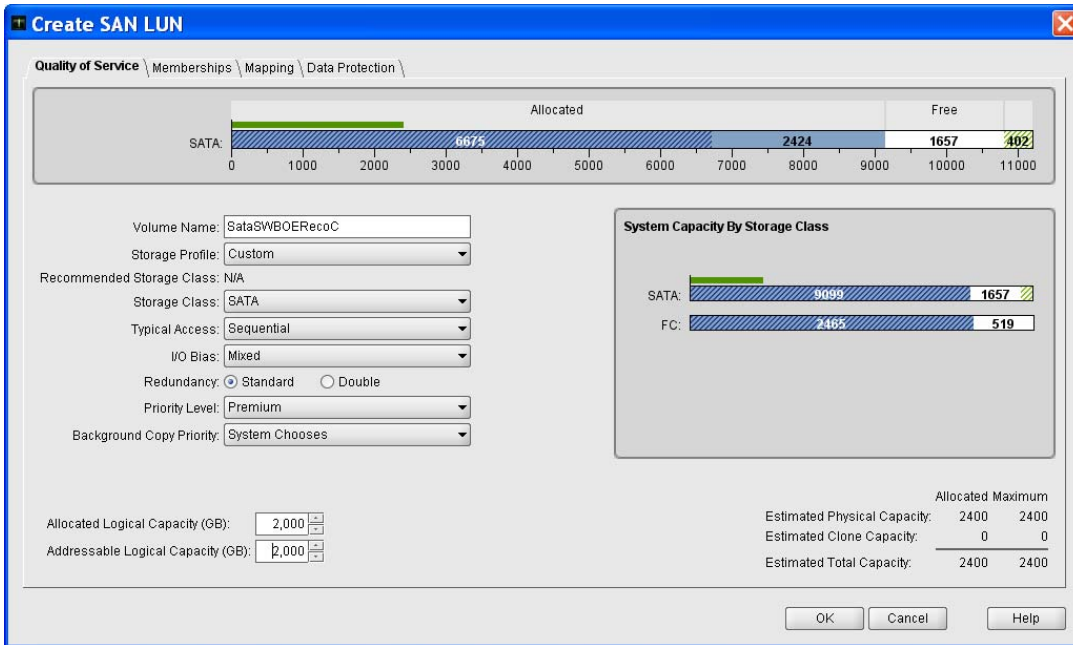 Create SAN LUN
Quality of Service Memberships Mapping Data Protection
Allocated Free
SATA: 6675 2424 1657 402
0 1000 2000 3000 4000 5000 6000 7000 8000 9000 10000 11000
Volume Name: SataSWBOERecoC
Storage Profile: Custom
Recommended Storage Class: N/A
Storage Class: SATA
Typical Access: Sequential
I/O Bias: Mixed
Redundancy: Standard Double
Priority Level: Premium
Background Copy Priority: System Chooses
System Capacity By Storage Class
SATA: 9099 1657
FC: 2465 519
Allocated Logical Capacity (GB): 2,000
Addressable Logical Capacity (GB): 2,000
Allocated Maximum
Estimated Physical Capacity: 2400 2400
Estimated Clone Capacity: 0 0
Estimated Total Capacity: 2400 2400
OK Cancel Help